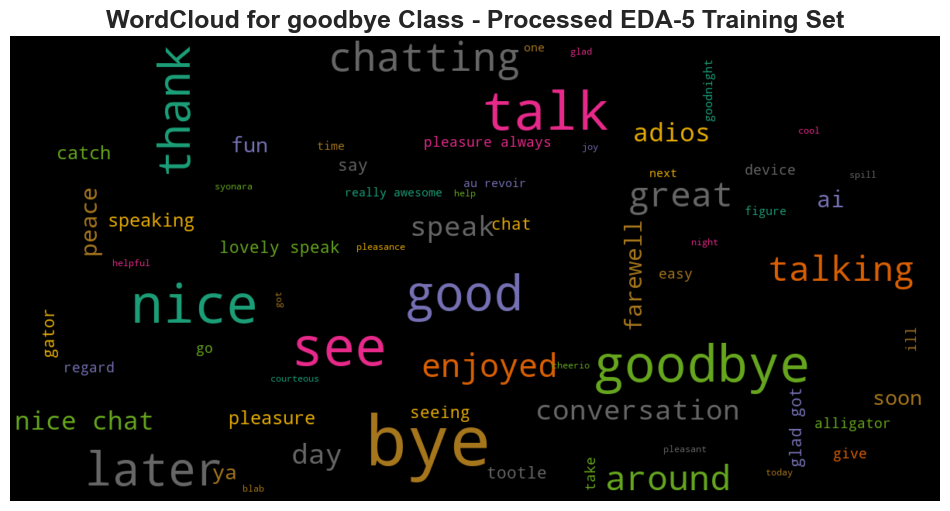 WordCloud for goodbye Class - Processed EDA-5 Training Set
chatting
one
glad
thank
talk
goodnight
adios
cool
catch
fun
time
pleasure always
joy
say
device
spill
next
au revoir
syonara
really awesome
help
great
ai
figure
peace
speaking
speak
chat
lovely speak
pleasance
night
farewell
helpful
easy
talking
nice
got
good
gator
go
see
ill
regard
courteous
enjoyed
cheerio
goodbye
nice chat
pleasure
seeing
conversation
soon
glad got
alligator
bye
later
ya
day
tootle
pleasant
give
take
around
today
blab